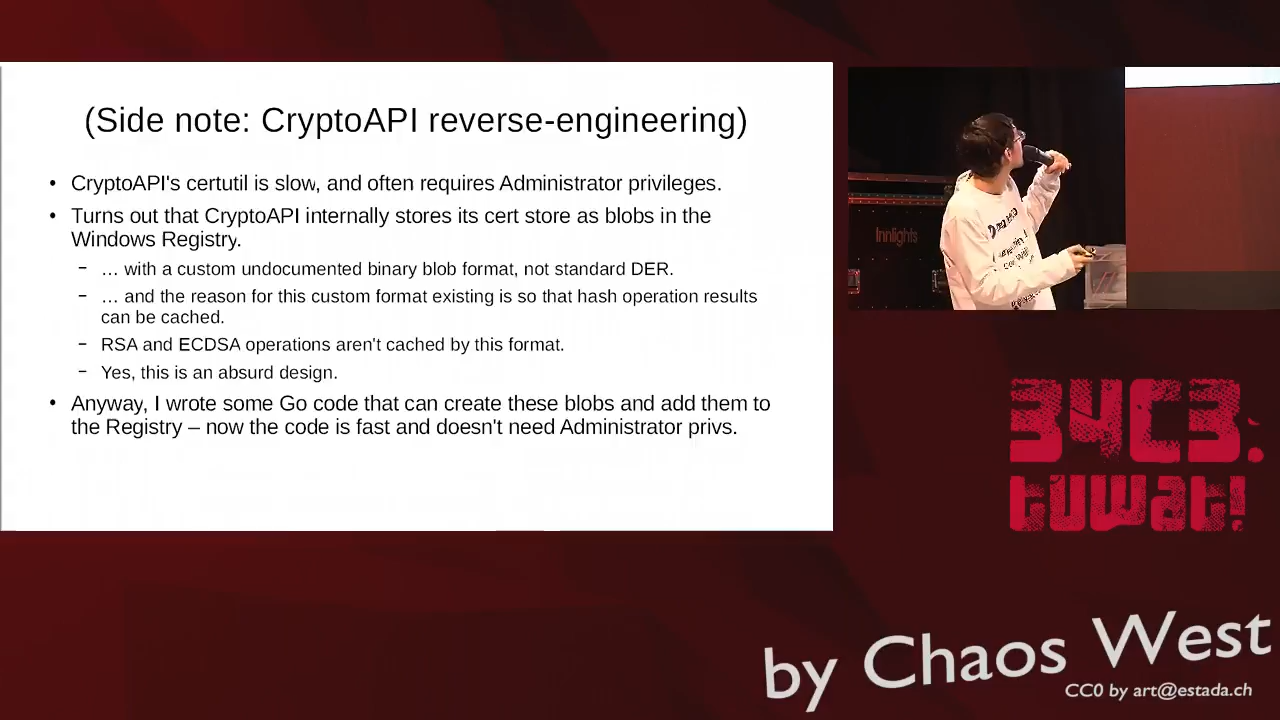 (Side note: CryptoAPI reverse-engineering)
• CryptoAPI's certutil is slow, and often requires Administrator privileges.
• Turns out that CryptoAPI internally stores its cert store as blobs in the
Windows Registry.
– … with a custom undocumented binary blob format, not standard DER.
– … and the reason for this custom format existing is so that hash operation results
can be cached.
– RSA and ECDSA operations aren't cached by this format.
– Yes, this is an absurd design.
• Anyway, I wrote some Go code that can create these blobs and add them to
the Registry – now the code is fast and doesn't need Administrator privs.
Innlights
34C3:
tuwat!
by Chaos West
CC0 by art@estada.ch